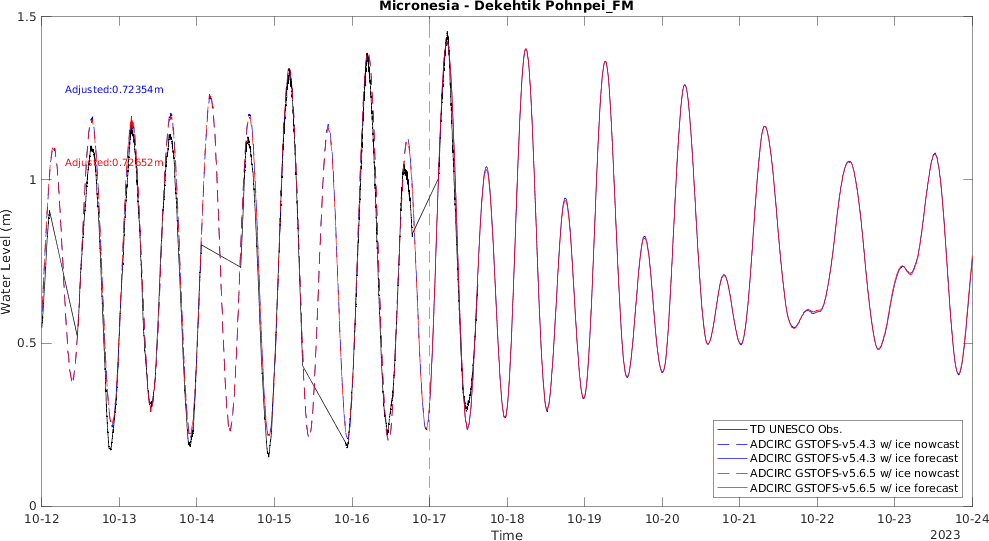 Micronesia - Dekehtik Pohnpei_FM
1.5
Adjusted:0.72354m
Adjusted:0.72652m
1
Water Level (m)
0.5
0
TD UNESCO Obs.
ADCIRC GSTOFS-v5.4.3 w/ ice nowcast
ADCIRC GSTOFS-v5.4.3 w/ ice forecast
ADCIRC GSTOFS-v5.6.5 w/ ice nowcast
ADCIRC GSTOFS-v5.6.5 w/ ice forecast
10-12 10-13 10-14 10-15 10-16 10-17 10-18 10-19 10-20 10-21 10-22 10-23 10-24
Time
2023